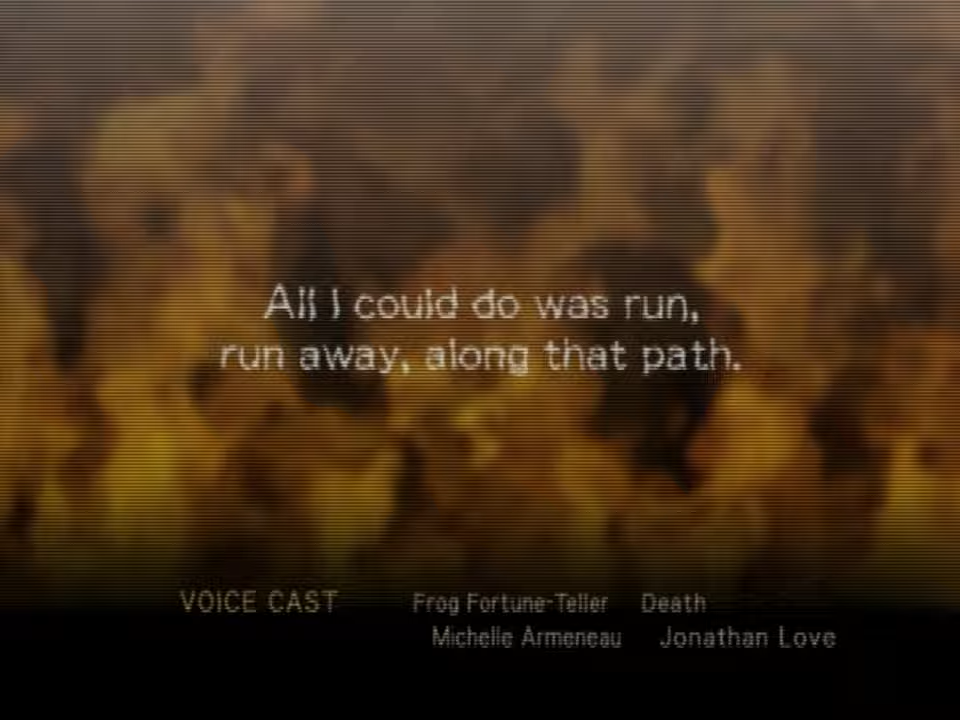 All I could do was run,
run away, along that path.
VOICE CAST Frog Fortune-Teller Death
Michelle Armeneau Jonathan Love